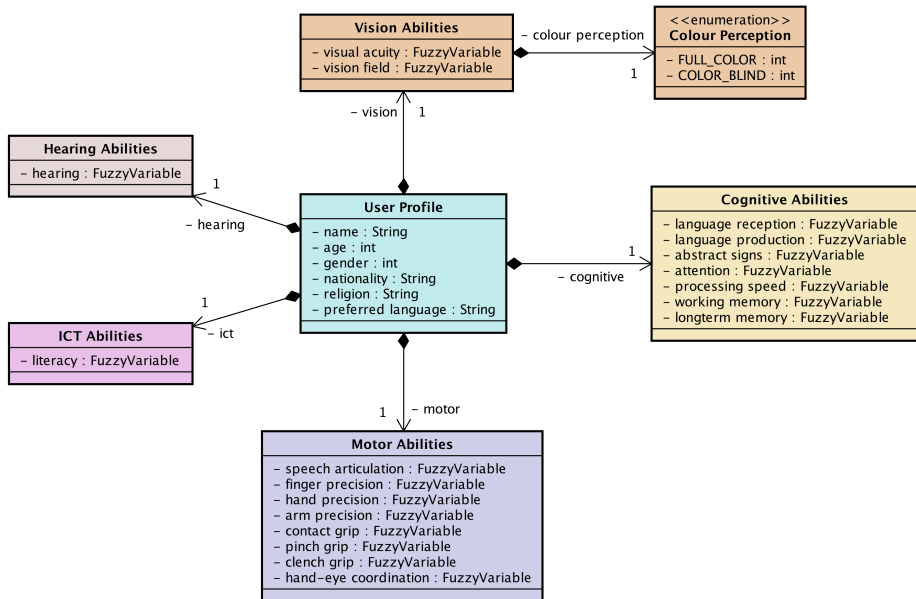 Vision Abilities
– visual acuity : FuzzyVariable
– vision field : FuzzyVariable
– colour perception
1
<<enumeration>>
Colour Perception
– FULL_COLOR : int
– COLOR_BLIND : int
– vision
1
Hearing Abilities
– hearing : FuzzyVariable
1
– hearing
User Profile
– name : String
– age : int
– gender : int
– nationality : String
– religion : String
– preferred language : String
1
– cognitive
Cognitive Abilities
– language reception : FuzzyVariable
– language production : FuzzyVariable
– abstract signs : FuzzyVariable
– attention : FuzzyVariable
– processing speed : FuzzyVariable
– working memory : FuzzyVariable
– longterm memory : FuzzyVariable
1
– ict
ICT Abilities
– literacy : FuzzyVariable
1
– motor
Motor Abilities
– speech articulation : FuzzyVariable
– finger precision : FuzzyVariable
– hand precision : FuzzyVariable
– arm precision : FuzzyVariable
– contact grip : FuzzyVariable
– pinch grip : FuzzyVariable
– clench grip : FuzzyVariable
– hand–eye coordination : FuzzyVariable